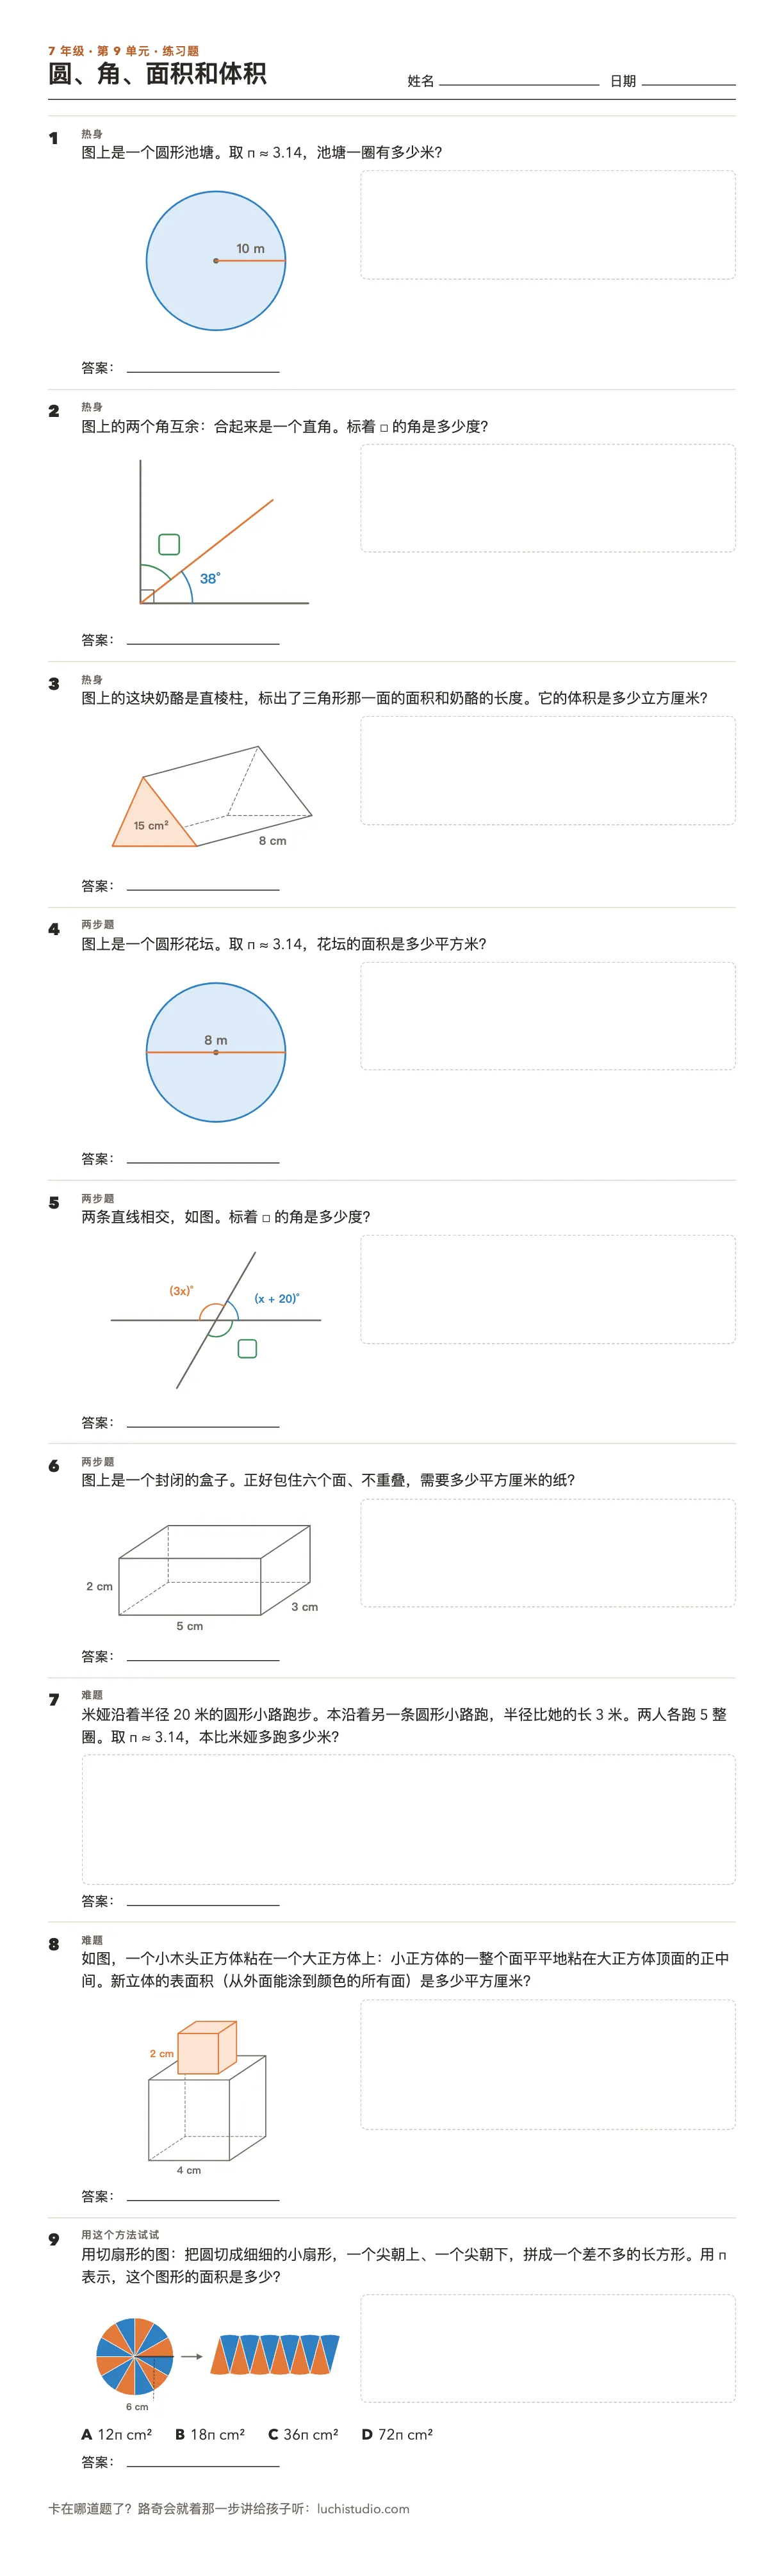 7 年级 · 第 9 单元 · 练习题
圆、角、面积和体积
姓名
日期
1
热身
图上是一个圆形池塘。取 π ≈ 3.14，池塘一圈有多少米？
10 m
答案：
2
热身
图上的两个角互余：合起来是一个直角。标着 □ 的角是多少度？
38°
答案：
3
热身
图上的这块奶酪是直棱柱，标出了三角形那一面的面积和奶酪的长度。它的体积是多少立方厘米？
15 cm²
8 cm
答案：
4
两步题
图上是一个圆形花坛。取 π ≈ 3.14，花坛的面积是多少平方米？
8 m
答案：
5
两步题
两条直线相交，如图。标着 □ 的角是多少度？
(3x)°
(x + 20)°
答案：
6
两步题
图上是一个封闭的盒子。正好包住六个面、不重叠，需要多少平方厘米的纸？
2 cm
3 cm
5 cm
答案：
7
难题
米娅沿着半径 20 米的圆形小路跑步。本沿着另一条圆形小路跑，半径比她的长 3 米。两人各跑 5 整
圈。取 π ≈ 3.14，本比米娅多跑多少米？
答案：
8
难题
如图，一个小木头正方体粘在一个大正方体上：小正方体的一整个面平平地粘在大正方体顶面的正中
间。新立体的表面积（从外面能涂到颜色的所有面）是多少平方厘米？
2 cm
4 cm
答案：
9
用这个方法试试
用切扇形的图：把圆切成细细的小扇形，一个尖朝上、一个尖朝下，拼成一个差不多的长方形。用 π
表示，这个图形的面积是多少？
6 cm
A 12π cm² B 18π cm² C 36π cm² D 72π cm²
答案：
卡在哪道题了？路奇会就着那一步讲给孩子听：luchistudio.com